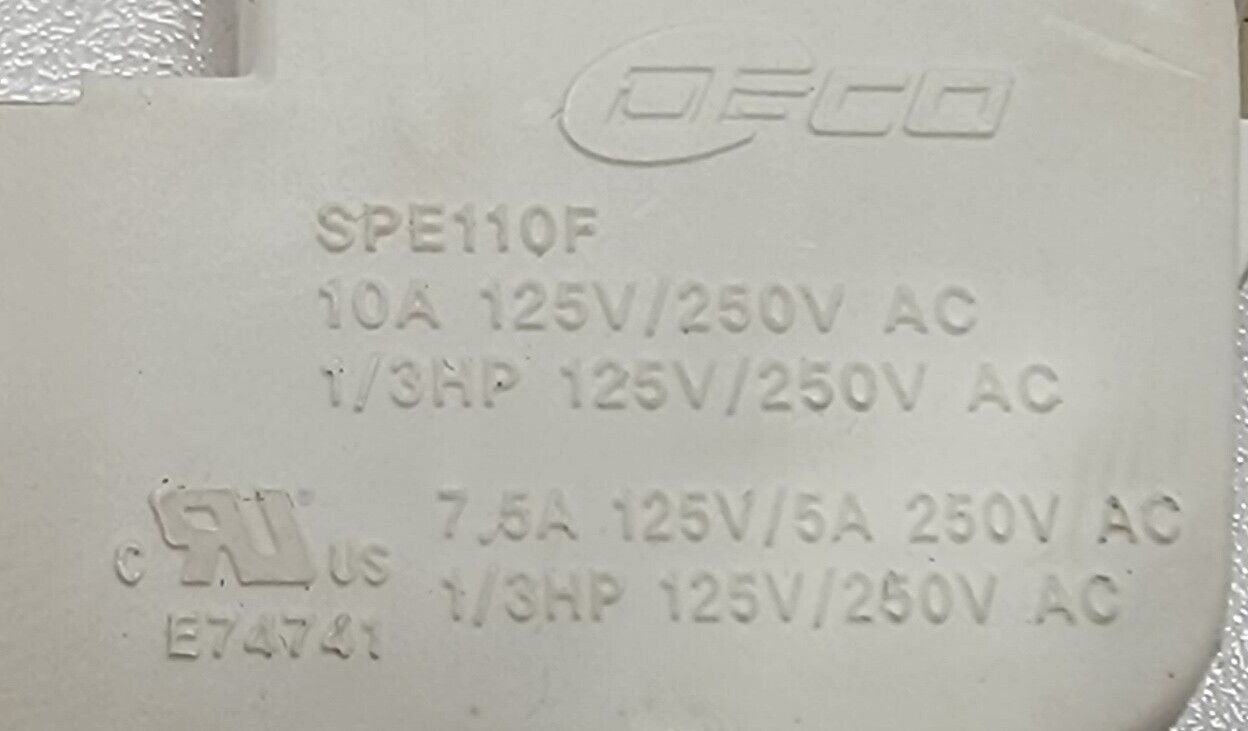 DECO
SPE110F
10A 125V/250V AC
1/3HP 125V/250V AC
7.5A 125V/5A 250V AC
1/3HP 125V/250V AC
C RU US
E74741